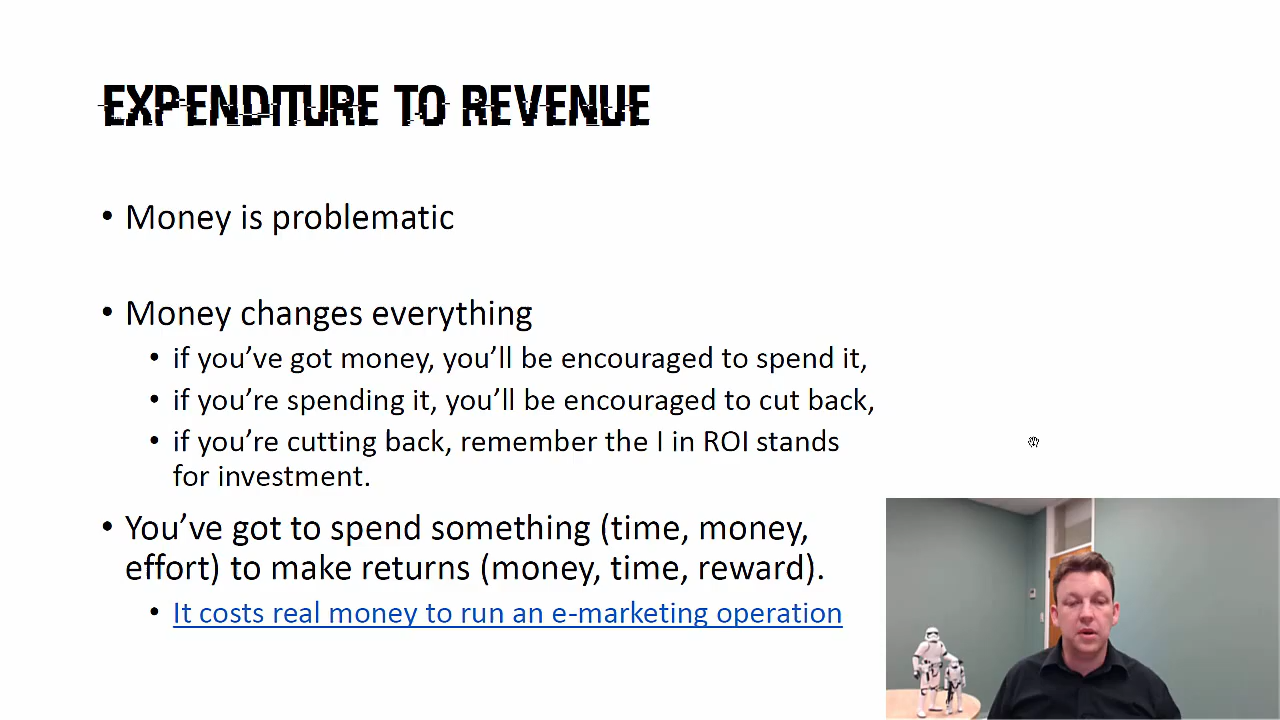 EXPENDITURE TO REVENUE
• Money is problematic
• Money changes everything
• if you’ve got money, you’ll be encouraged to spend it,
• if you’re spending it, you’ll be encouraged to cut back,
• if you’re cutting back, remember the I in ROI stands
for investment.
• You’ve got to spend something (time, money,
effort) to make returns (money, time, reward).
• It costs real money to run an e-marketing operation